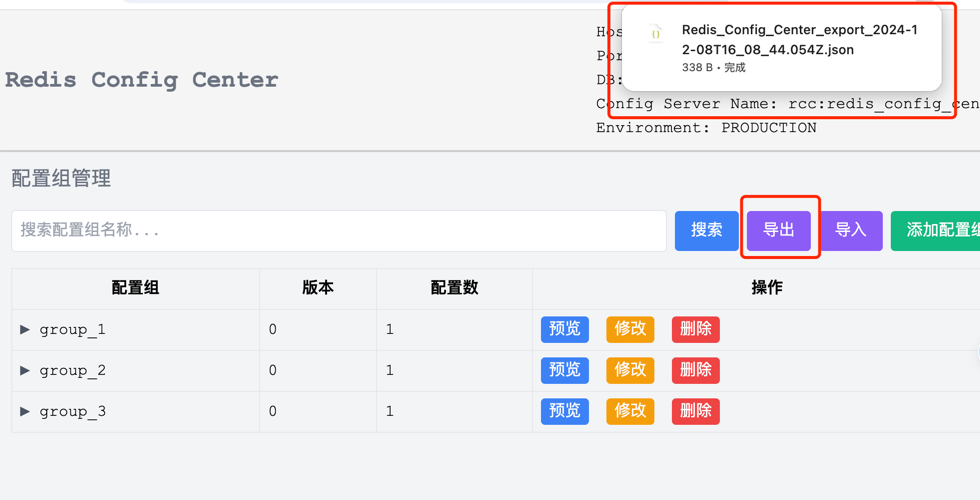 Redis_Config_Center_export_2024-1
2-08T16_08_44.054Z.json
338 B • 完成
Redis Config Center
DB:
Config Server Name: rcc:redis_config_cen
Environment: PRODUCTION
配置组管理
搜索配置组名称... 搜索 导出 导入 添加配置组
配置组 版本 配置数 操作
▶ group_1 0 1 预览 修改 删除
▶ group_2 0 1 预览 修改 删除
▶ group_3 0 1 预览 修改 删除